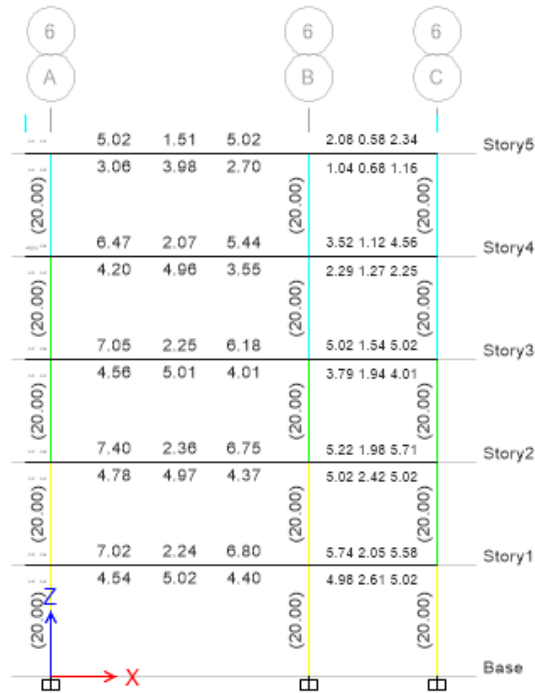 6 6 6
A B C
5.02 1.51 5.02 2.08 0.58 2.34 Story5
3.06 3.98 2.70 1.04 0.68 1.16
(20.00) (20.00) (20.00)
6.47 2.07 5.44 3.52 1.12 4.56 Story4
4.20 4.96 3.55 2.29 1.27 2.25
(20.00) (20.00) (20.00)
7.05 2.25 6.18 5.02 1.54 5.02 Story3
4.56 5.01 4.01 3.79 1.94 4.01
(20.00) (20.00) (20.00)
7.40 2.36 6.75 5.22 1.98 5.71 Story2
4.78 4.97 4.37 5.02 2.42 5.02
(20.00) (20.00) (20.00)
7.02 2.24 6.80 5.74 2.05 5.58 Story1
4.54 5.02 4.40 4.98 2.61 5.02
(20.00) (20.00) (20.00)
Z
X
Base